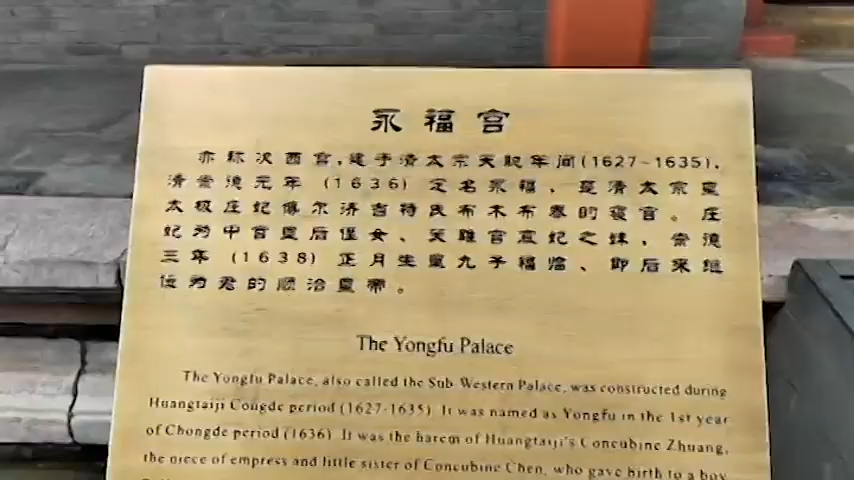 永福宫
亦称次西宫，建于清太宗天聪年间(1627~1635)，
清崇德元年 (1636) 定名永福，是清太宗皇
太极庄妃博尔济吉特氏布木布泰的寝宫。庄
妃为中宫皇后侄女、关雎宫宸妃之妹，崇德
三年 (1638) 正月生皇九子福临、即后来继
位为君的顺治皇帝。
The Yongfu Palace
The Yongfu Palace, also called the Sub Western Palace, was constructed during
Huangtaiji Congde period (1627-1635). It was named as Yongfu in the 1st year
of Chongde period (1636). It was the harem of Huangtaiji's Concubine Zhuang,
the niece of empress and little sister of Concubine Chen, who gave birth to a boy